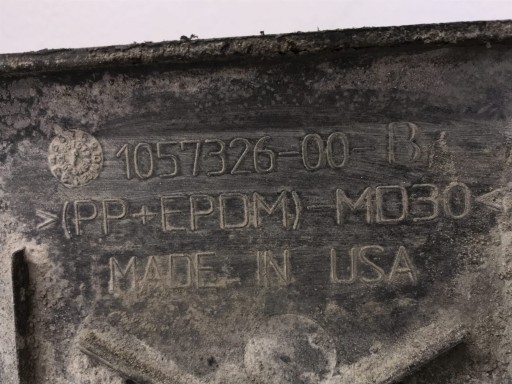 1057326-00-B
>(PP+EPDM)-MD30<
MADE IN USA